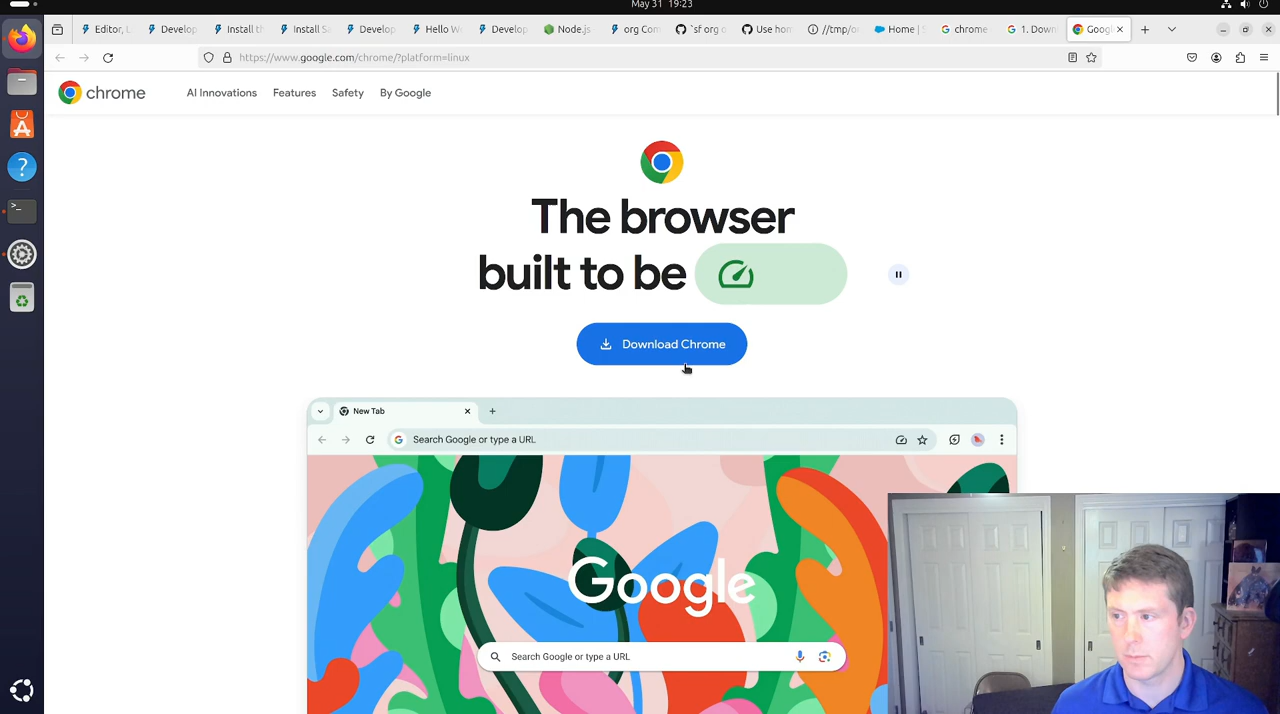 May 31 19:23
Editor, L
Develop
Install th
Install Sa
Develop
Hello We
Develop
Node.js
org Com
`sf org o
Use hom
//tmp/o
Home | S
chrome
1. Down
Googl
https://www.google.com/chrome/?platform=linux
chrome
AI Innovations
Features
Safety
By Google
The browser
built to be
Download Chrome
New Tab
Search Google or type a URL
Google
Search Google or type a URL